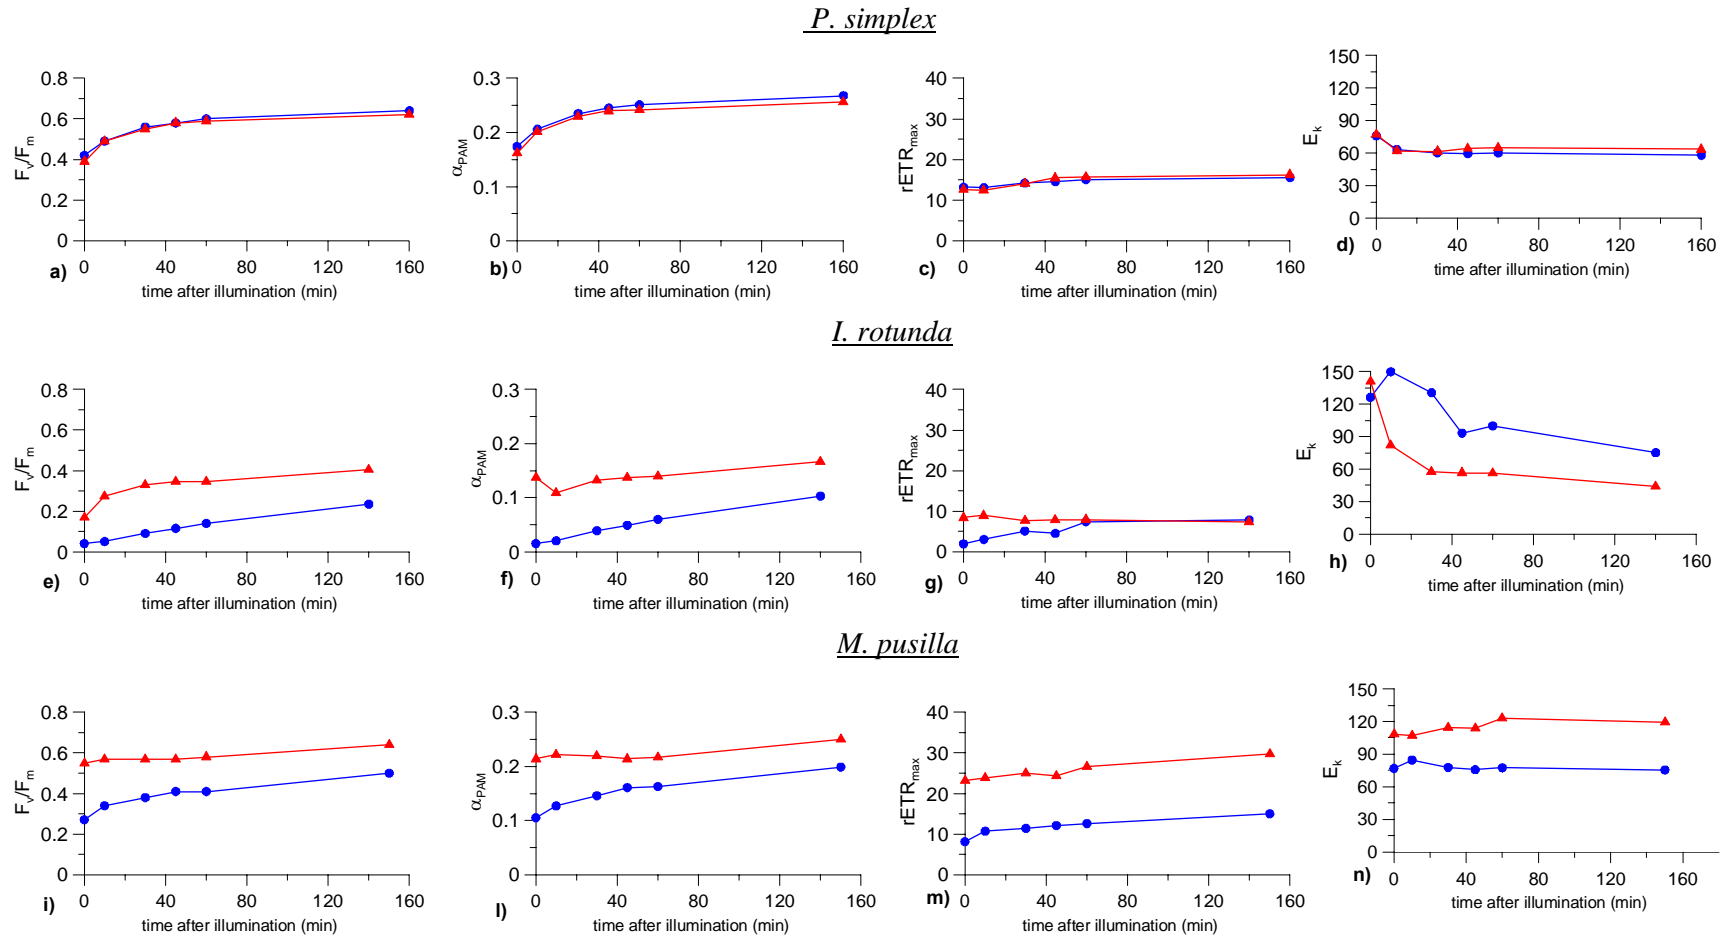 P. simplex
0.8
0.6
0.4
0.2
0
Fv/Fm
a)
0 40 80 120 160
time after illumination (min)
0.3
0.2
0.1
0
αPAM
b)
0 40 80 120 160
time after illumination (min)
40
30
20
10
0
rETRmax
c)
0 40 80 120 160
time after illumination (min)
150
120
90
60
30
0
Ek
d)
0 40 80 120 160
time after illumination (min)
I. rotunda
0.8
0.6
0.4
0.2
0
Fv/Fm
e)
0 40 80 120 160
time after illumination (min)
0.3
0.2
0.1
0
αPAM
f)
0 40 80 120 160
time after illumination (min)
40
30
20
10
0
rETRmax
g)
0 40 80 120 160
time after illumination (min)
150
120
90
60
30
0
Ek
h)
0 40 80 120 160
time after illumination (min)
M. pusilla
0.8
0.6
0.4
0.2
0
Fv/Fm
i)
0 40 80 120 160
time after illumination (min)
0.3
0.2
0.1
0
αPAM
l)
0 40 80 120 160
time after illumination (min)
40
30
20
10
0
rETRmax
m)
0 40 80 120 160
time after illumination (min)
150
120
90
60
30
0
Ek
n)
0 40 80 120 160
time after illumination (min)